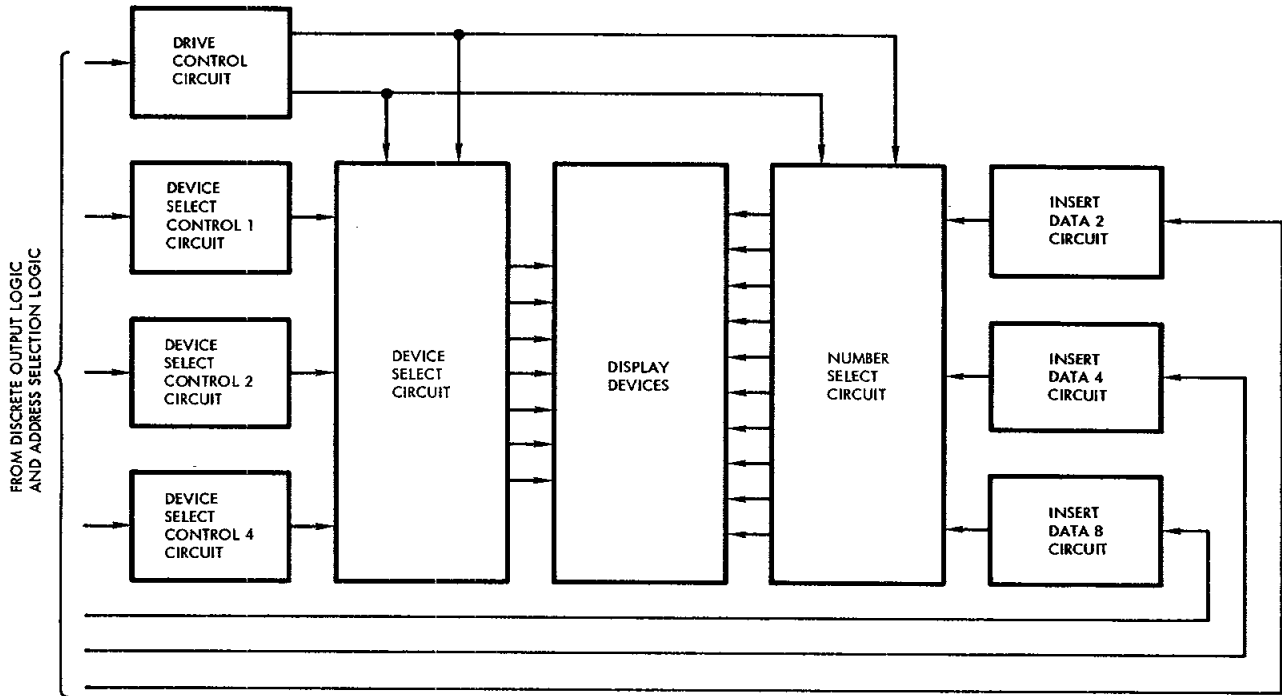 DRIVE
CONTROL
CIRCUIT
DEVICE
SELECT
CONTROL 1
CIRCUIT
DEVICE
SELECT
CONTROL 2
CIRCUIT
DEVICE
SELECT
CONTROL 4
CIRCUIT
FROM DISCRETE OUTPUT LOGIC
AND ADDRESS SELECTION LOGIC
DEVICE
SELECT
CIRCUIT
DISPLAY
DEVICES
NUMBER
SELECT
CIRCUIT
INSERT
DATA 2
CIRCUIT
INSERT
DATA 4
CIRCUIT
INSERT
DATA 8
CIRCUIT